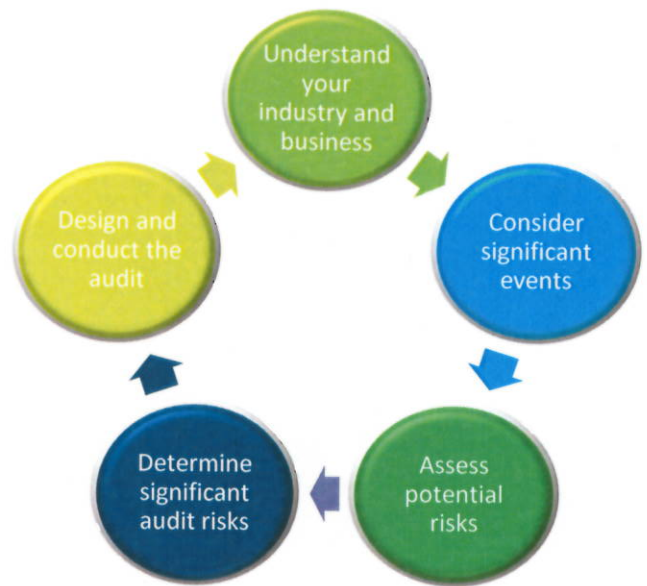 Understand
your
industry and
business
Consider
significant
events
Assess
potential
risks
Determine
significant
audit risks
Design and
conduct the
audit